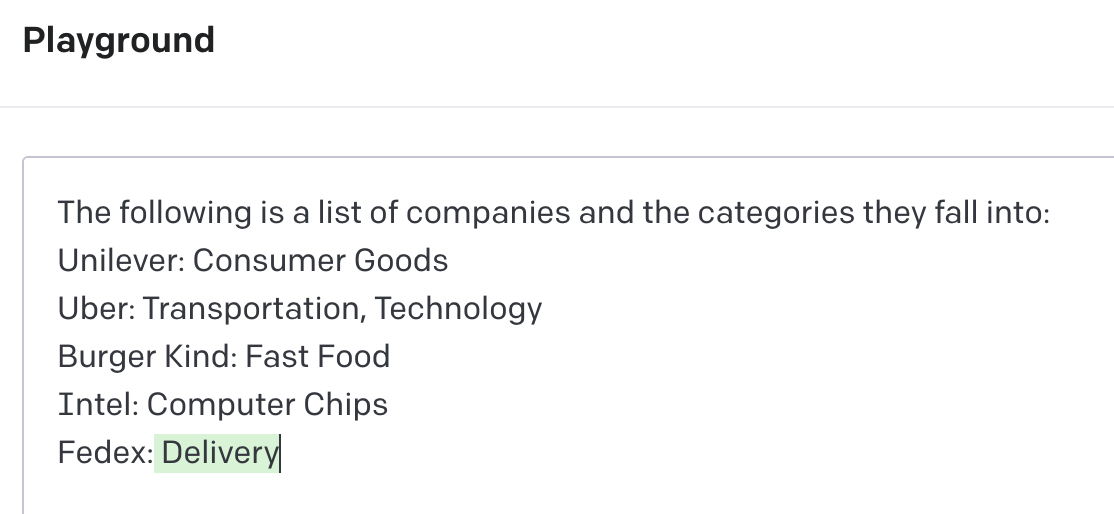 Playground
The following is a list of companies and the categories they fall into:
Unilever: Consumer Goods
Uber: Transportation, Technology
Burger Kind: Fast Food
Intel: Computer Chips
Fedex: Delivery